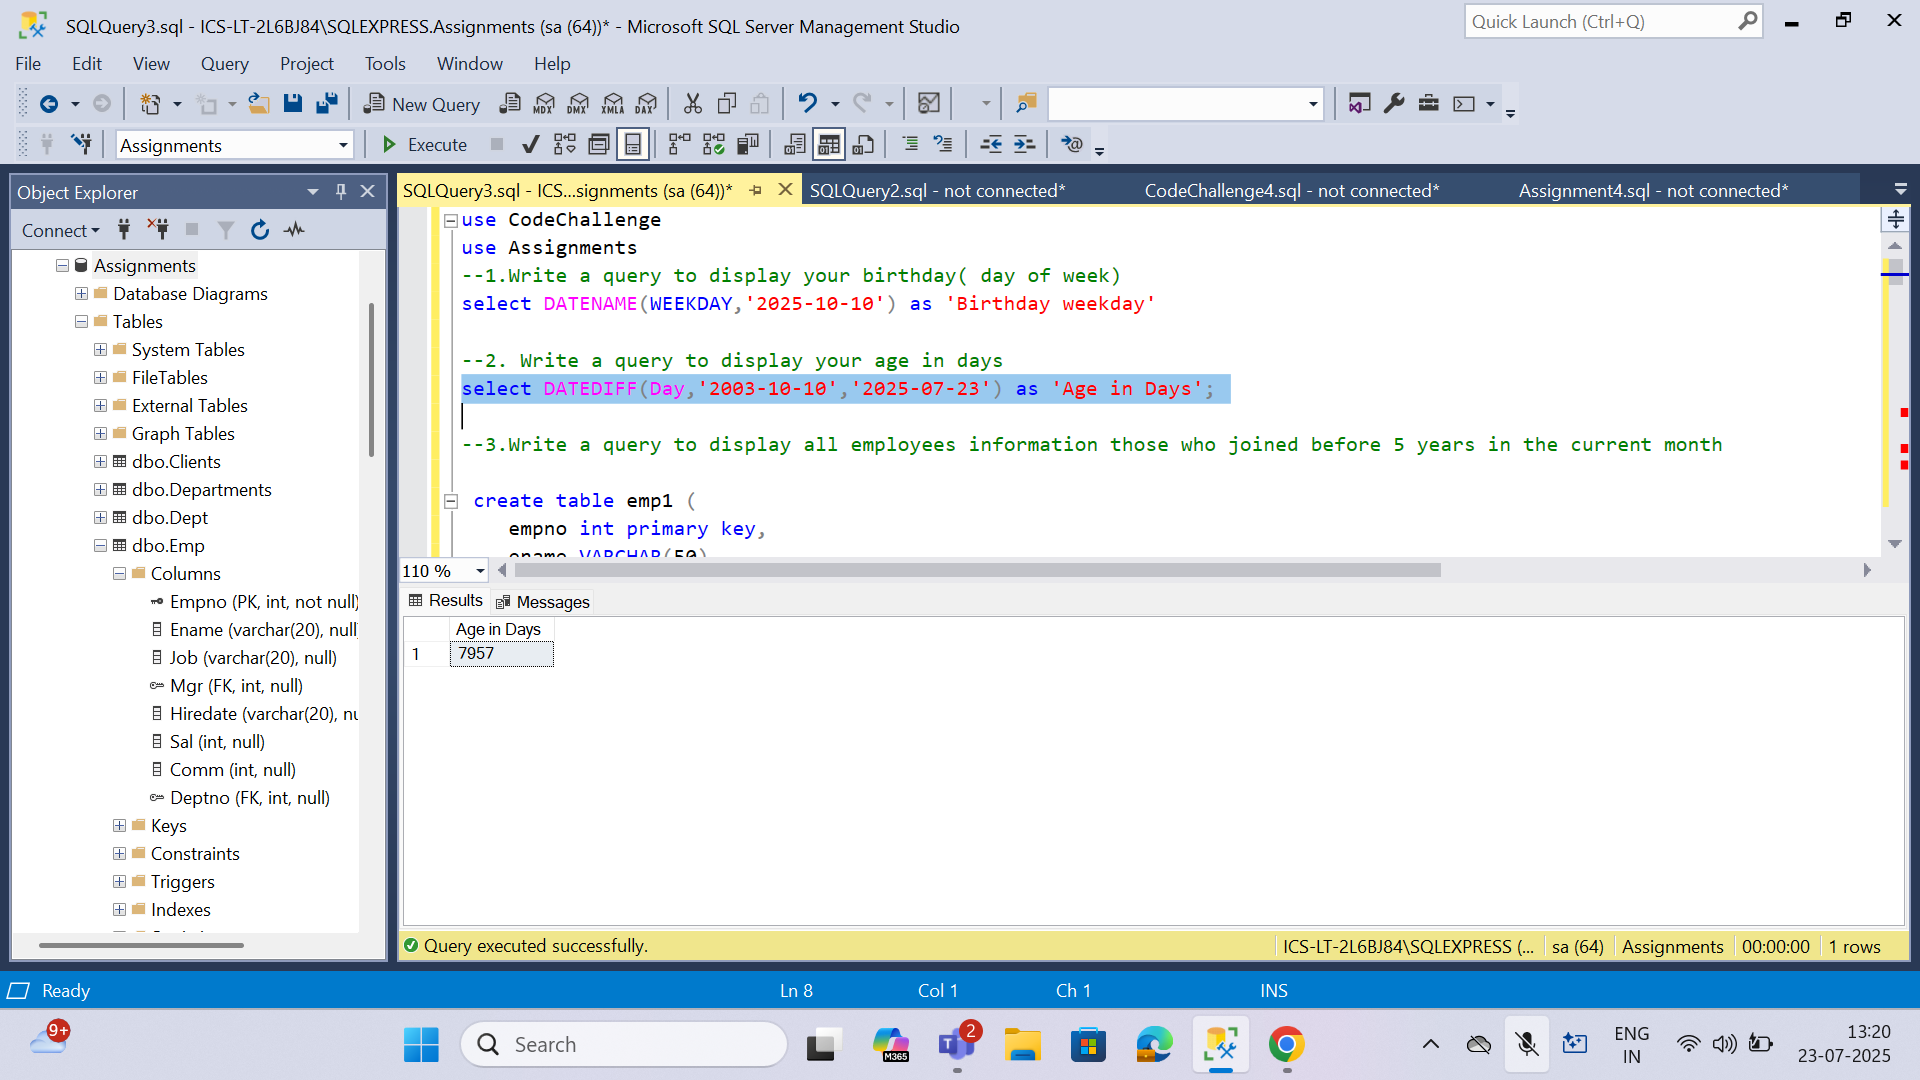 SQLQuery3.sql - ICS-LT-2L6BJ84\SQLEXPRESS.Assignments (sa (64))* - Microsoft SQL Server Management Studio
Quick Launch (Ctrl+Q)
File Edit View Query Project Tools Window Help
New Query MDX DMX XMLA DAX
Assignments Execute
Object Explorer
Connect
Assignments
Database Diagrams
Tables
System Tables
FileTables
External Tables
Graph Tables
dbo.Clients
dbo.Departments
dbo.Dept
dbo.Emp
Columns
Empno (PK, int, not null)
Ename (varchar(20), null
Job (varchar(20), null)
Mgr (FK, int, null)
Hiredate (varchar(20), nu
Sal (int, null)
Comm (int, null)
Deptno (FK, int, null)
Keys
Constraints
Triggers
Indexes
SQLQuery3.sql - ICS...signments (sa (64))* SQLQuery2.sql - not connected* CodeChallenge4.sql - not connected* Assignment4.sql - not connected*
use CodeChallenge
use Assignments
--1.Write a query to display your birthday( day of week)
select DATENAME(WEEKDAY,'2025-10-10') as 'Birthday weekday'
--2. Write a query to display your age in days
select DATEDIFF(Day,'2003-10-10','2025-07-23') as 'Age in Days';
--3.Write a query to display all employees information those who joined before 5 years in the current month
create table emp1 (
empno int primary key,
ename VARCHAR(50)
110 %
Results Messages
Age in Days
1 7957
Query executed successfully. ICS-LT-2L6BJ84\SQLEXPRESS (... sa (64) Assignments 00:00:00 1 rows
Ready Ln 8 Col 1 Ch 1 INS
9+ Search M365 2 ENG IN 13:20 23-07-2025